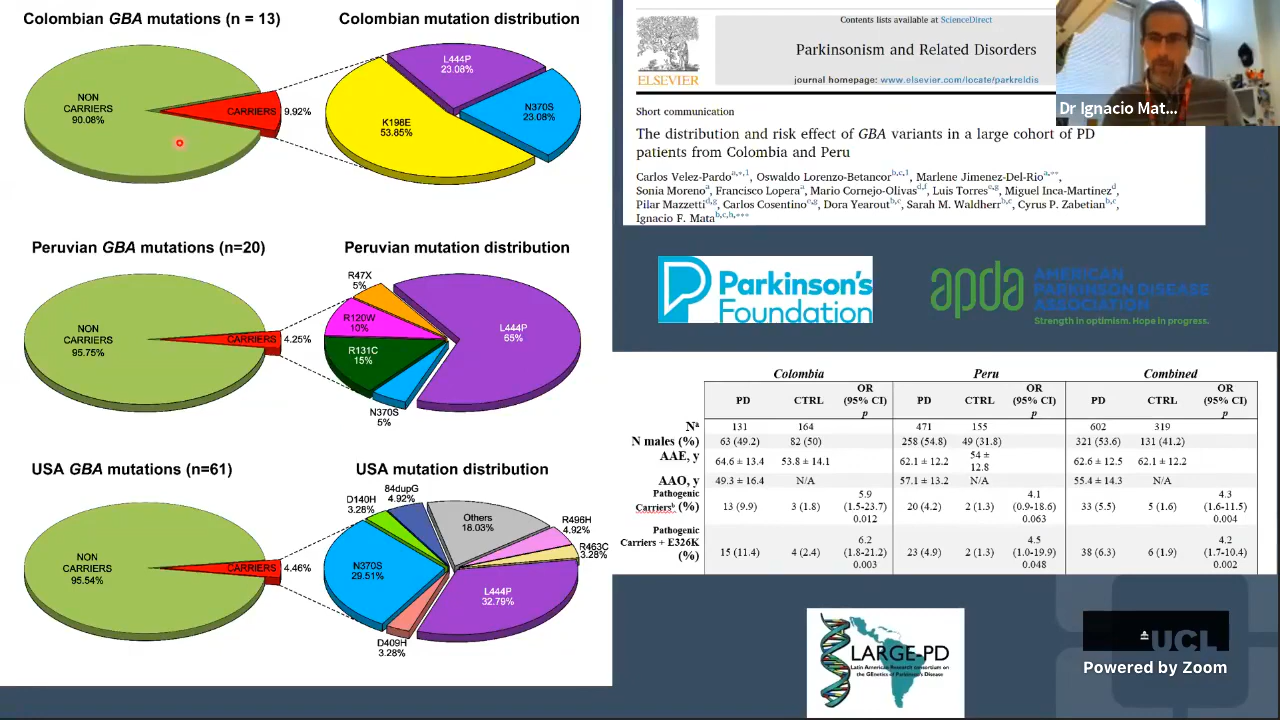 Colombian GBA mutations (n = 13)
NON
CARRIERS
90.08%
CARRIERS
9.92%
Colombian mutation distribution
L444P
23.08%
N370S
23.08%
K198E
53.85%
Peruvian GBA mutations (n=20)
NON
CARRIERS
95.75%
CARRIERS
4.25%
Peruvian mutation distribution
R47X
5%
R120W
10%
R131C
15%
N370S
5%
L444P
65%
USA GBA mutations (n=61)
NON
CARRIERS
95.54%
CARRIERS
4.46%
USA mutation distribution
84dupG
4.92%
D140H
3.28%
Others
18.03%
R496H
4.92%
R463C
3.28%
N370S
29.51%
L444P
32.79%
D409H
3.28%
ELSEVIER
Contents lists available at ScienceDirect
Parkinsonism and Related Disorders
journal homepage: www.elsevier.com/locate/parkreldis
Dr Ignacio Mat...
Short communication
The distribution and risk effect of GBA variants in a large cohort of PD
patients from Colombia and Peru
Carlos Velez-Pardo a,*,1, Oswaldo Lorenzo-Betancor b,c,1, Marlene Jimenez-Del-Rio a,**,
Sonia Moreno a, Francisco Lopera a, Mario Cornejo-Olivas d,f, Luis Torres e,g, Miguel Inca-Martinez d,
Pilar Mazzetti d,g, Carlos Cosentino e,g, Dora Yearout b,c, Sarah M. Waldherr b,c, Cyrus P. Zabetian b,c,
Ignacio F. Mata b,c,h,***
Parkinson's
Foundation
apda
AMERICAN
PARKINSON DISEASE
ASSOCIATION
Strength in optimism. Hope in progress.
Colombia Peru Combined
PD CTRL OR (95% CI) p PD CTRL OR (95% CI) p PD CTRL OR (95% CI) p
Nª 131 164 471 155 602 319
N males (%) 63 (49.2) 82 (50) 258 (54.8) 49 (31.8) 321 (53.6) 131 (41.2)
AAE, y 64.6 ± 13.4 53.8 ± 14.1 62.1 ± 12.2 54 ± 12.8 62.6 ± 12.5 62.1 ± 12.2
AAO, y 49.3 ± 16.4 N/A 57.1 ± 13.2 N/A 55.4 ± 14.3 N/A
Pathogenic Carriersᵇ (%) 13 (9.9) 3 (1.8) 5.9 (1.5-23.7) 0.012 20 (4.2) 2 (1.3) 4.1 (0.9-18.6) 0.063 33 (5.5) 5 (1.6) 4.3 (1.6-11.5) 0.004
Pathogenic Carriers + E326K (%) 15 (11.4) 4 (2.4) 6.2 (1.8-21.2) 0.003 23 (4.9) 2 (1.3) 4.5 (1.0-19.9) 0.048 38 (6.3) 6 (1.9) 4.2 (1.7-10.4) 0.002
LARGE-PD
Latin American Research consortium on
the GEnetics of Parkinson's Disease
UCL
Powered by Zoom